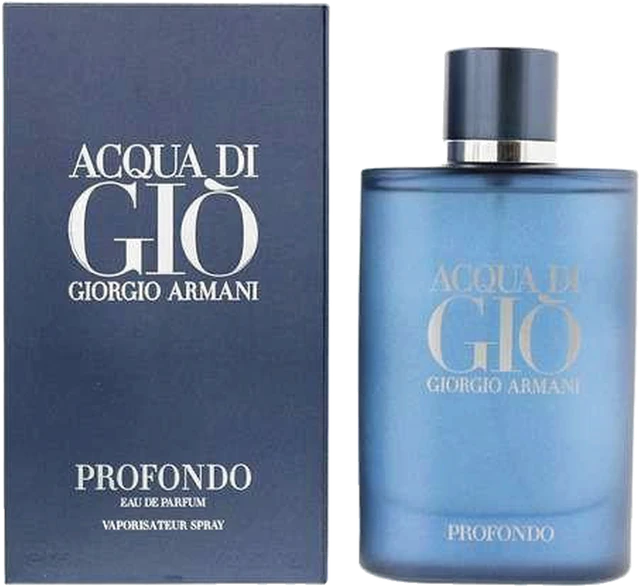 ACQUA DI
GIÒ
GIORGIO ARMANI
PROFONDO
EAU DE PARFUM
VAPORISATEUR SPRAY
ACQUA DI
GIÒ
GIORGIO ARMANI
PROFONDO